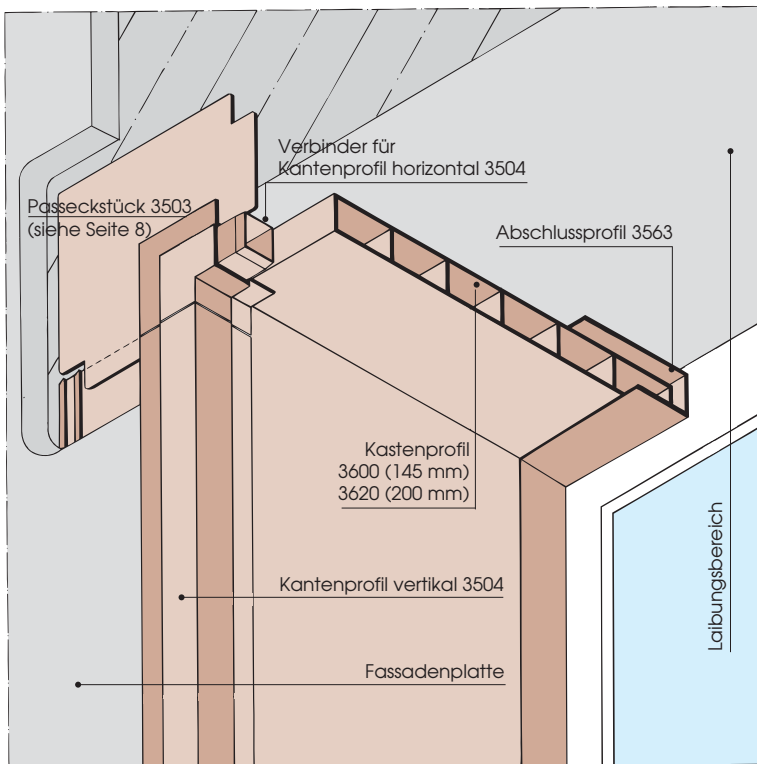 Verbinder für
Kantenprofil horizontal 3504
Passeckstück 3503
(siehe Seite 8)
Abschlussprofil 3563
Kastenprofil
3600 (145 mm)
3620 (200 mm)
Laibungsbereich
Kantenprofil vertikal 3504
Fassadenplatte